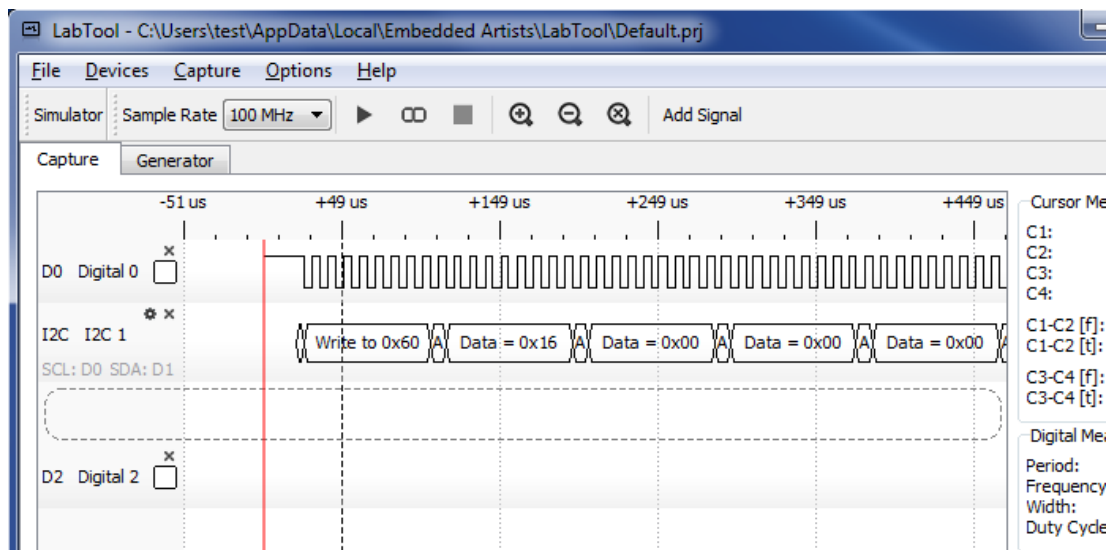 LabTool - C:\Users\test\AppData\Local\Embedded Artists\LabTool\Default.prj
File Devices Capture Options Help
Simulator Sample Rate 100 MHz Add Signal
Capture Generator
-51 us +49 us +149 us +249 us +349 us +449 us Cursor Me
C1:
D0 Digital 0 C2:
C3:
C4:
I2C I2C 1 C1-C2 [f]:
Write to 0x60 A Data = 0x16 A Data = 0x00 A Data = 0x00 A Data = 0x00 A C1-C2 [t]:
SCL: D0 SDA: D1 C3-C4 [f]:
C3-C4 [t]:
Digital Mea
D2 Digital 2 Period:
Frequency
Width:
Duty Cycle